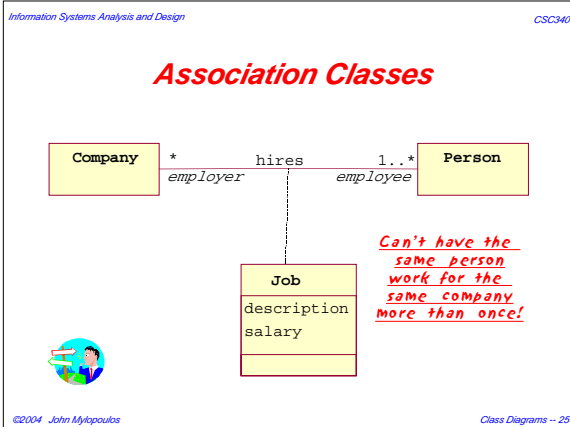 Information Systems Analysis and Design
CSC340
Association Classes
Company
*
hires
1..*
Person
employer
employee
Can't have the
same person
work for the
same company
more than once!
Job
description
salary
©2004 John Mylopoulos
Class Diagrams -- 25